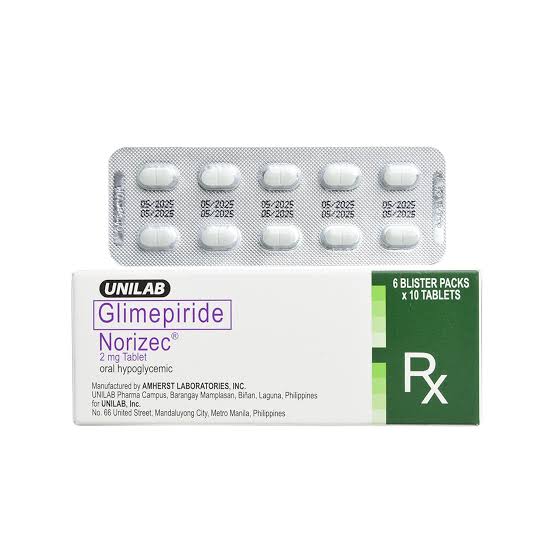 05/2025 05/2025 05/2025 05/2025 05/2025
05/2025 05/2025 05/2025 05/2025 05/2025
UNILAB
Glimepiride
Norizec®
2 mg Tablet
oral hypoglycemic
Manufactured by AMHERST LABORATORIES, INC.
UNILAB Pharma Campus, Barangay Mamplasan, Biñan, Laguna, Philippines
for UNILAB, Inc.
No. 66 United Street, Mandaluyong City, Metro Manila, Philippines
6 BLISTER PACKS
x 10 TABLETS
Rx